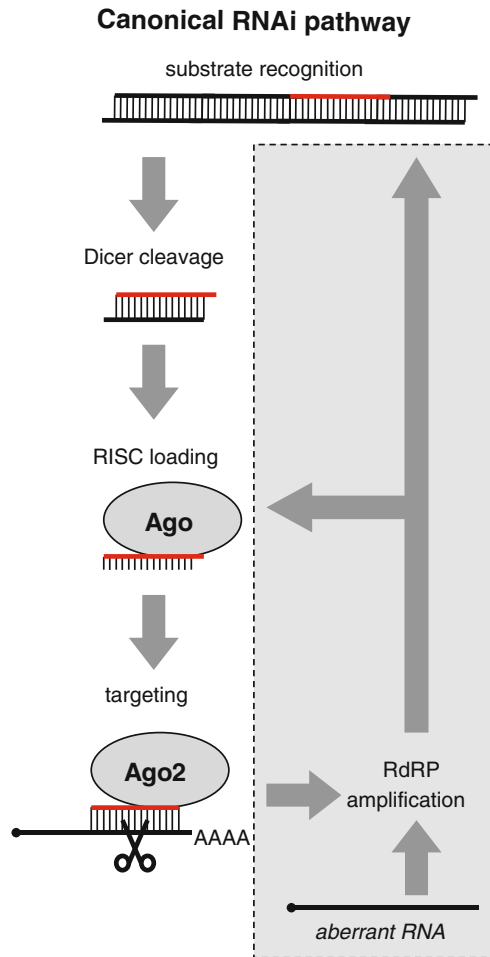 Canonical RNAi pathway
substrate recognition
Dicer cleavage
RISC loading
Ago
targeting
Ago2
AAAA
RdRP
amplification
aberrant RNA